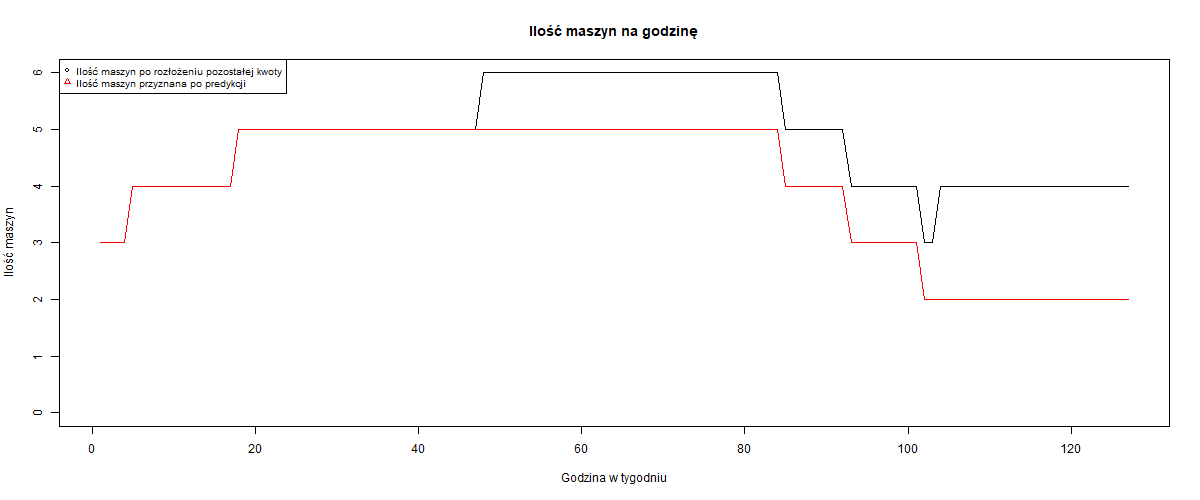 Ilość maszyn na godzinę
Ilość maszyn po rozłożeniu pozostałej kwoty
Ilość maszyn przyznana po predykcji
Ilość maszyn
6
5
4
3
2
1
0
0 20 40 60 80 100 120
Godzina w tygodniu